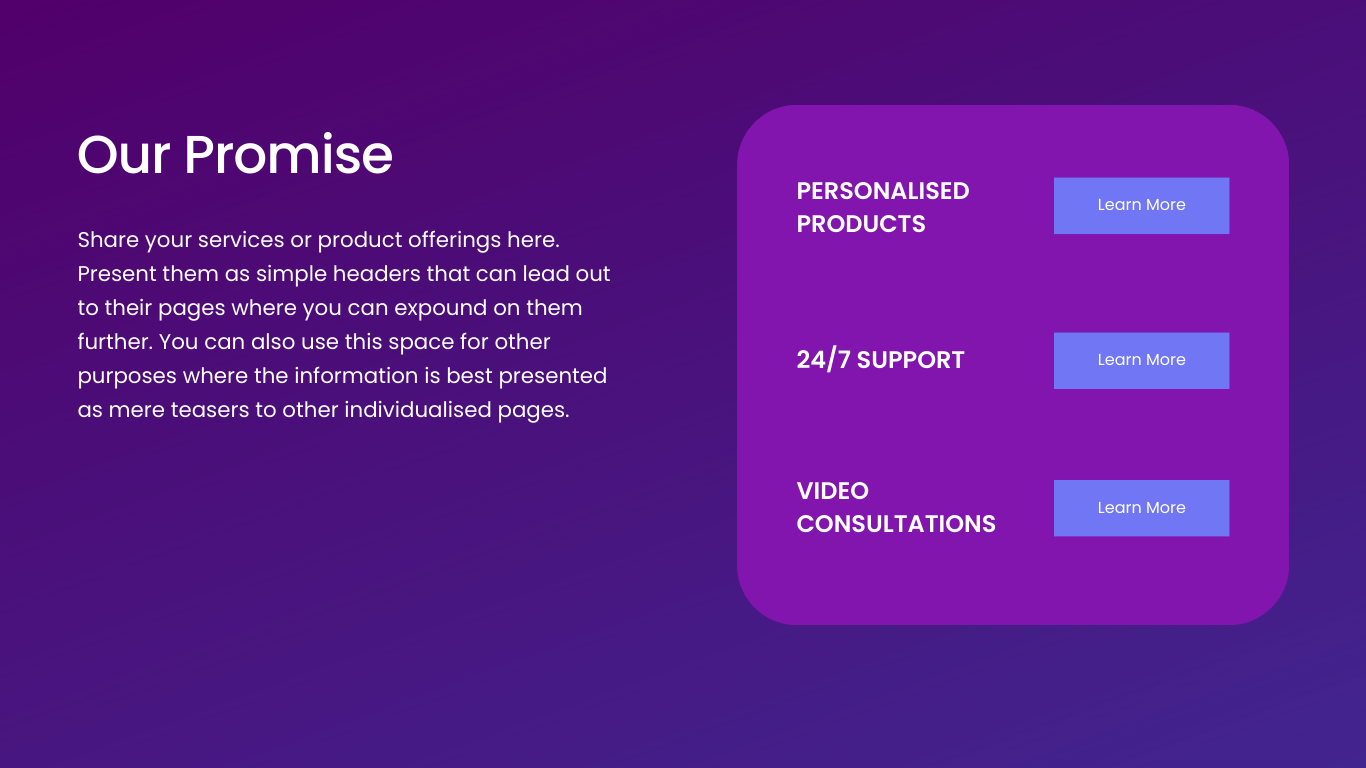 Our Promise
Share your services or product offerings here.
Present them as simple headers that can lead out
to their pages where you can expound on them
further. You can also use this space for other
purposes where the information is best presented
as mere teasers to other individualised pages.
PERSONALISED
PRODUCTS
Learn More
24/7 SUPPORT
Learn More
VIDEO
CONSULTATIONS
Learn More